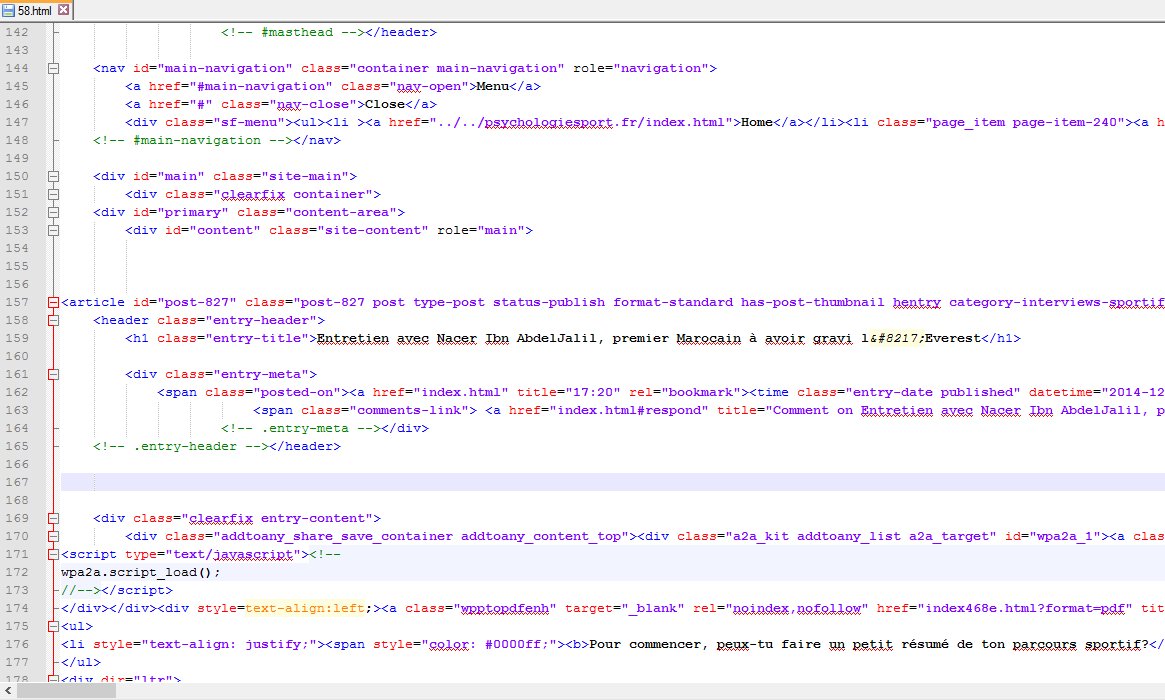 58.html
142 <!-- #masthead --></header>
143
144 <nav id="main-navigation" class="container main-navigation" role="navigation">
145 <a href="#main-navigation" class="nav-open">Menu</a>
146 <a href="#" class="nav-close">Close</a>
147 <div class="sf-menu"><ul><li ><a href="../../psychologiesport.fr/index.html">Home</a></li><li class="page_item page-item-240"><a h
148 <!-- #main-navigation --></nav>
149
150 <div id="main" class="site-main">
151 <div class="clearfix container">
152 <div id="primary" class="content-area">
153 <div id="content" class="site-content" role="main">
154
155
156
157 <article id="post-827" class="post-827 post type-post status-publish format-standard has-post-thumbnail hentry category-interviews-sportif
158 <header class="entry-header">
159 <h1 class="entry-title">Entretien avec Nacer Ibn AbdelJalil, premier Marocain à avoir gravi l&#8217;Everest</h1>
160
161 <div class="entry-meta">
162 <span class="posted-on"><a href="index.html" title="17:20" rel="bookmark"><time class="entry-date published" datetime="2014-12
163 <span class="comments-link"> <a href="index.html#respond" title="Comment on Entretien avec Nacer Ibn AbdelJalil, p
164 <!-- .entry-meta --></div>
165 <!-- .entry-header --></header>
166
167
168
169 <div class="clearfix entry-content">
170 <div class="addtoany_share_save_container addtoany_content_top"><div class="a2a_kit addtoany_list a2a_target" id="wpa2a_1"><a clas
171 <script type="text/javascript"><!--
172 wpa2a.script_load();
173 //--></script>
174 </div></div><div style=text-align:left;><a class="wpptopdfenh" target="_blank" rel="noindex,nofollow" href="index468e.html?format=pdf" tit
175 <ul>
176 <li style="text-align: justify;"><span style="color: #0000ff;"><b>Pour commencer, peux-tu faire un petit résumé de ton parcours sportif?</
177 </ul>
178 <div dir="ltr">